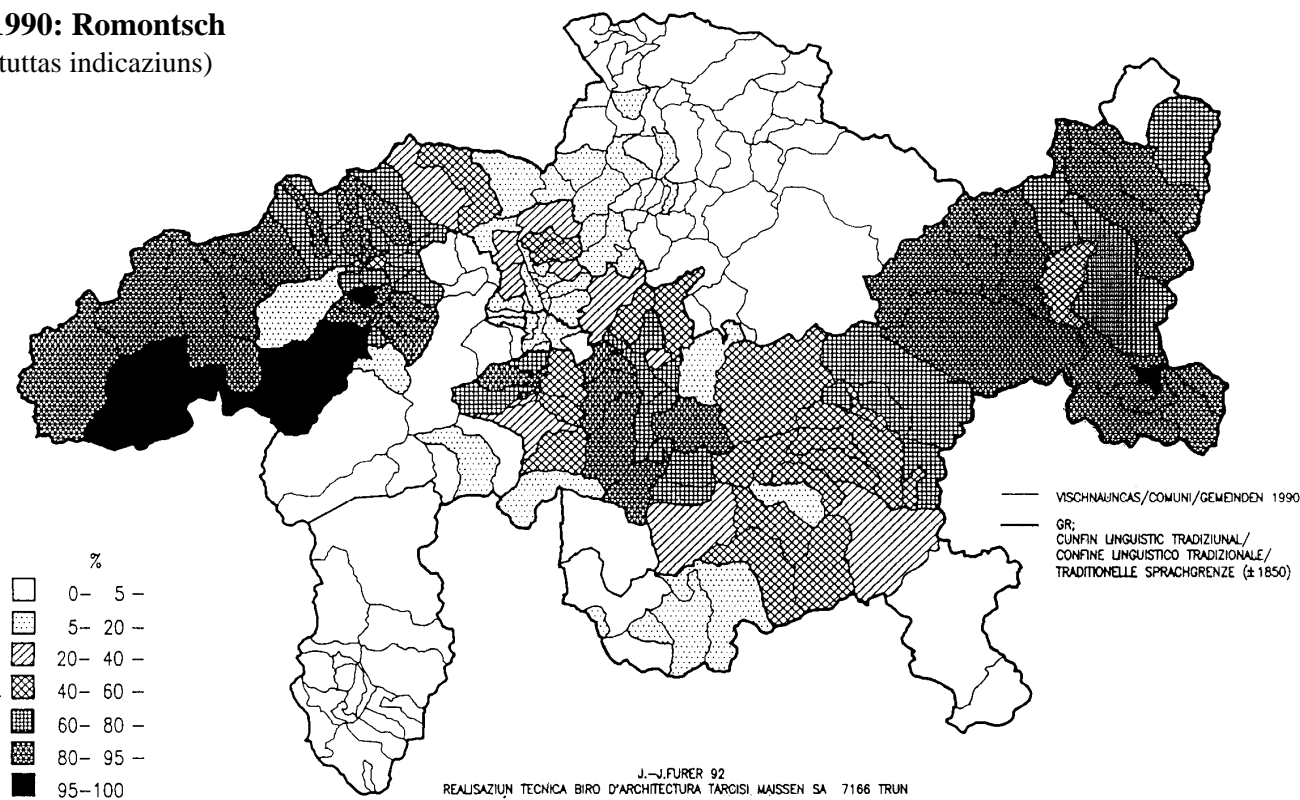 1990: Romontsch
tuttas indicaziuns)
VISCHNAUNCAS/COMUNI/GEMEINDEN 1990
GR;
CUNFIN LINGUISTIC TRADIZIUNAL/
CONFINE LINGUISTICO TRADIZIONALE/
TRADITIONELLE SPRACHGRENZE (±1850)
%
0– 5 –
5– 20 –
20– 40 –
40– 60 –
60– 80 –
80– 95 –
95–100
J.–J.FURER 92
REALISAZIUN TECNICA BIRO D'ARCHITECTURA TARCISI MAISSEN SA 7166 TRUN